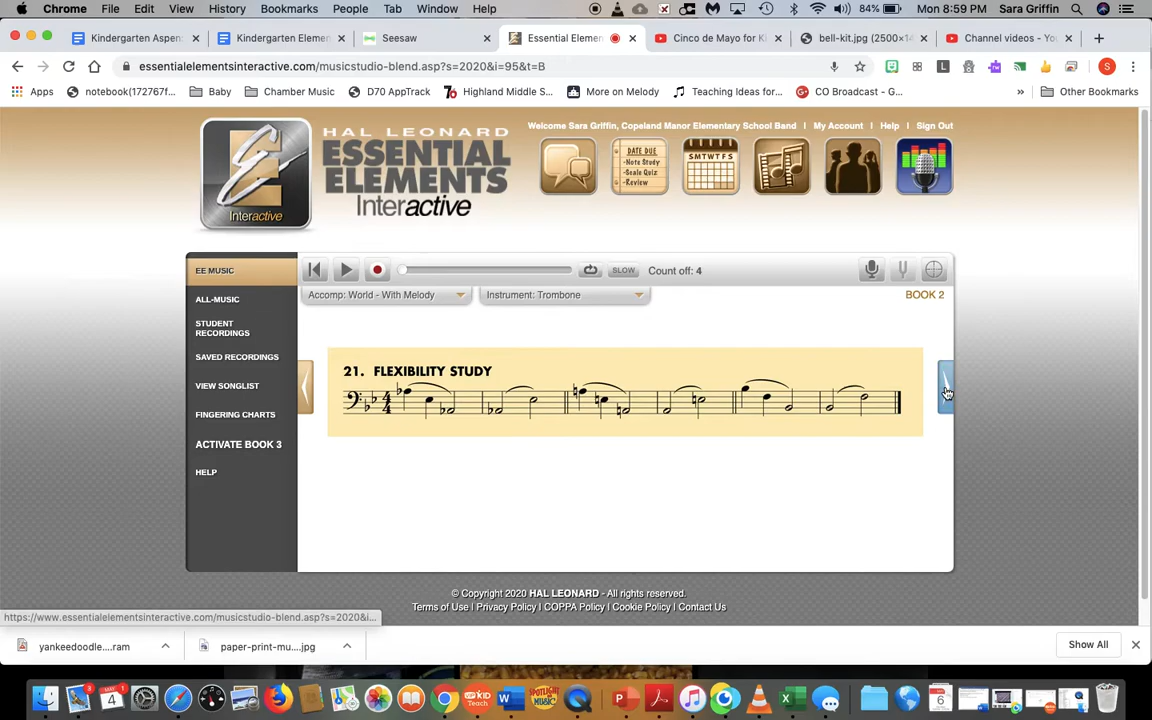 Chrome File Edit View History Bookmarks People Tab Window Help 84% Mon 8:59 PM Sara Griffin
Kindergarten Aspen Kindergarten Elemen Seesaw Essential Elemen Cinco de Mayo for Ki bell-kit.jpg (2500×14 Channel videos - You
essentialelementsinteractive.com/musicstudio-blend.asp?s=2020&i=95&t=B
Apps notebook(172767f... Baby Chamber Music D70 AppTrack Highland Middle S... More on Melody Teaching Ideas for... CO Broadcast - G... » Other Bookmarks
Welcome Sara Griffin, Copeland Manor Elementary School Band | My Account | Help | Sign Out
HAL LEONARD
ESSENTIAL
ELEMENTS
Interactive
Interactive
DATE DUE
-Note Study
-Scale Quiz
-Review
SMTWTFS
EE MUSIC
ALL-MUSIC
STUDENT
RECORDINGS
SAVED RECORDINGS
VIEW SONGLIST
FINGERING CHARTS
ACTIVATE BOOK 3
HELP
SLOW Count off: 4
Accomp: World - With Melody Instrument: Trombone BOOK 2
21. FLEXIBILITY STUDY
© Copyright 2020 HAL LEONARD - All rights reserved.
Terms of Use | Privacy Policy | COPPA Policy | Cookie Policy | Contact Us
https://www.essentialelementsinteractive.com/musicstudio-blend.asp?s=2020&i...
yankeedoodle....ram paper-print-mu....jpg Show All